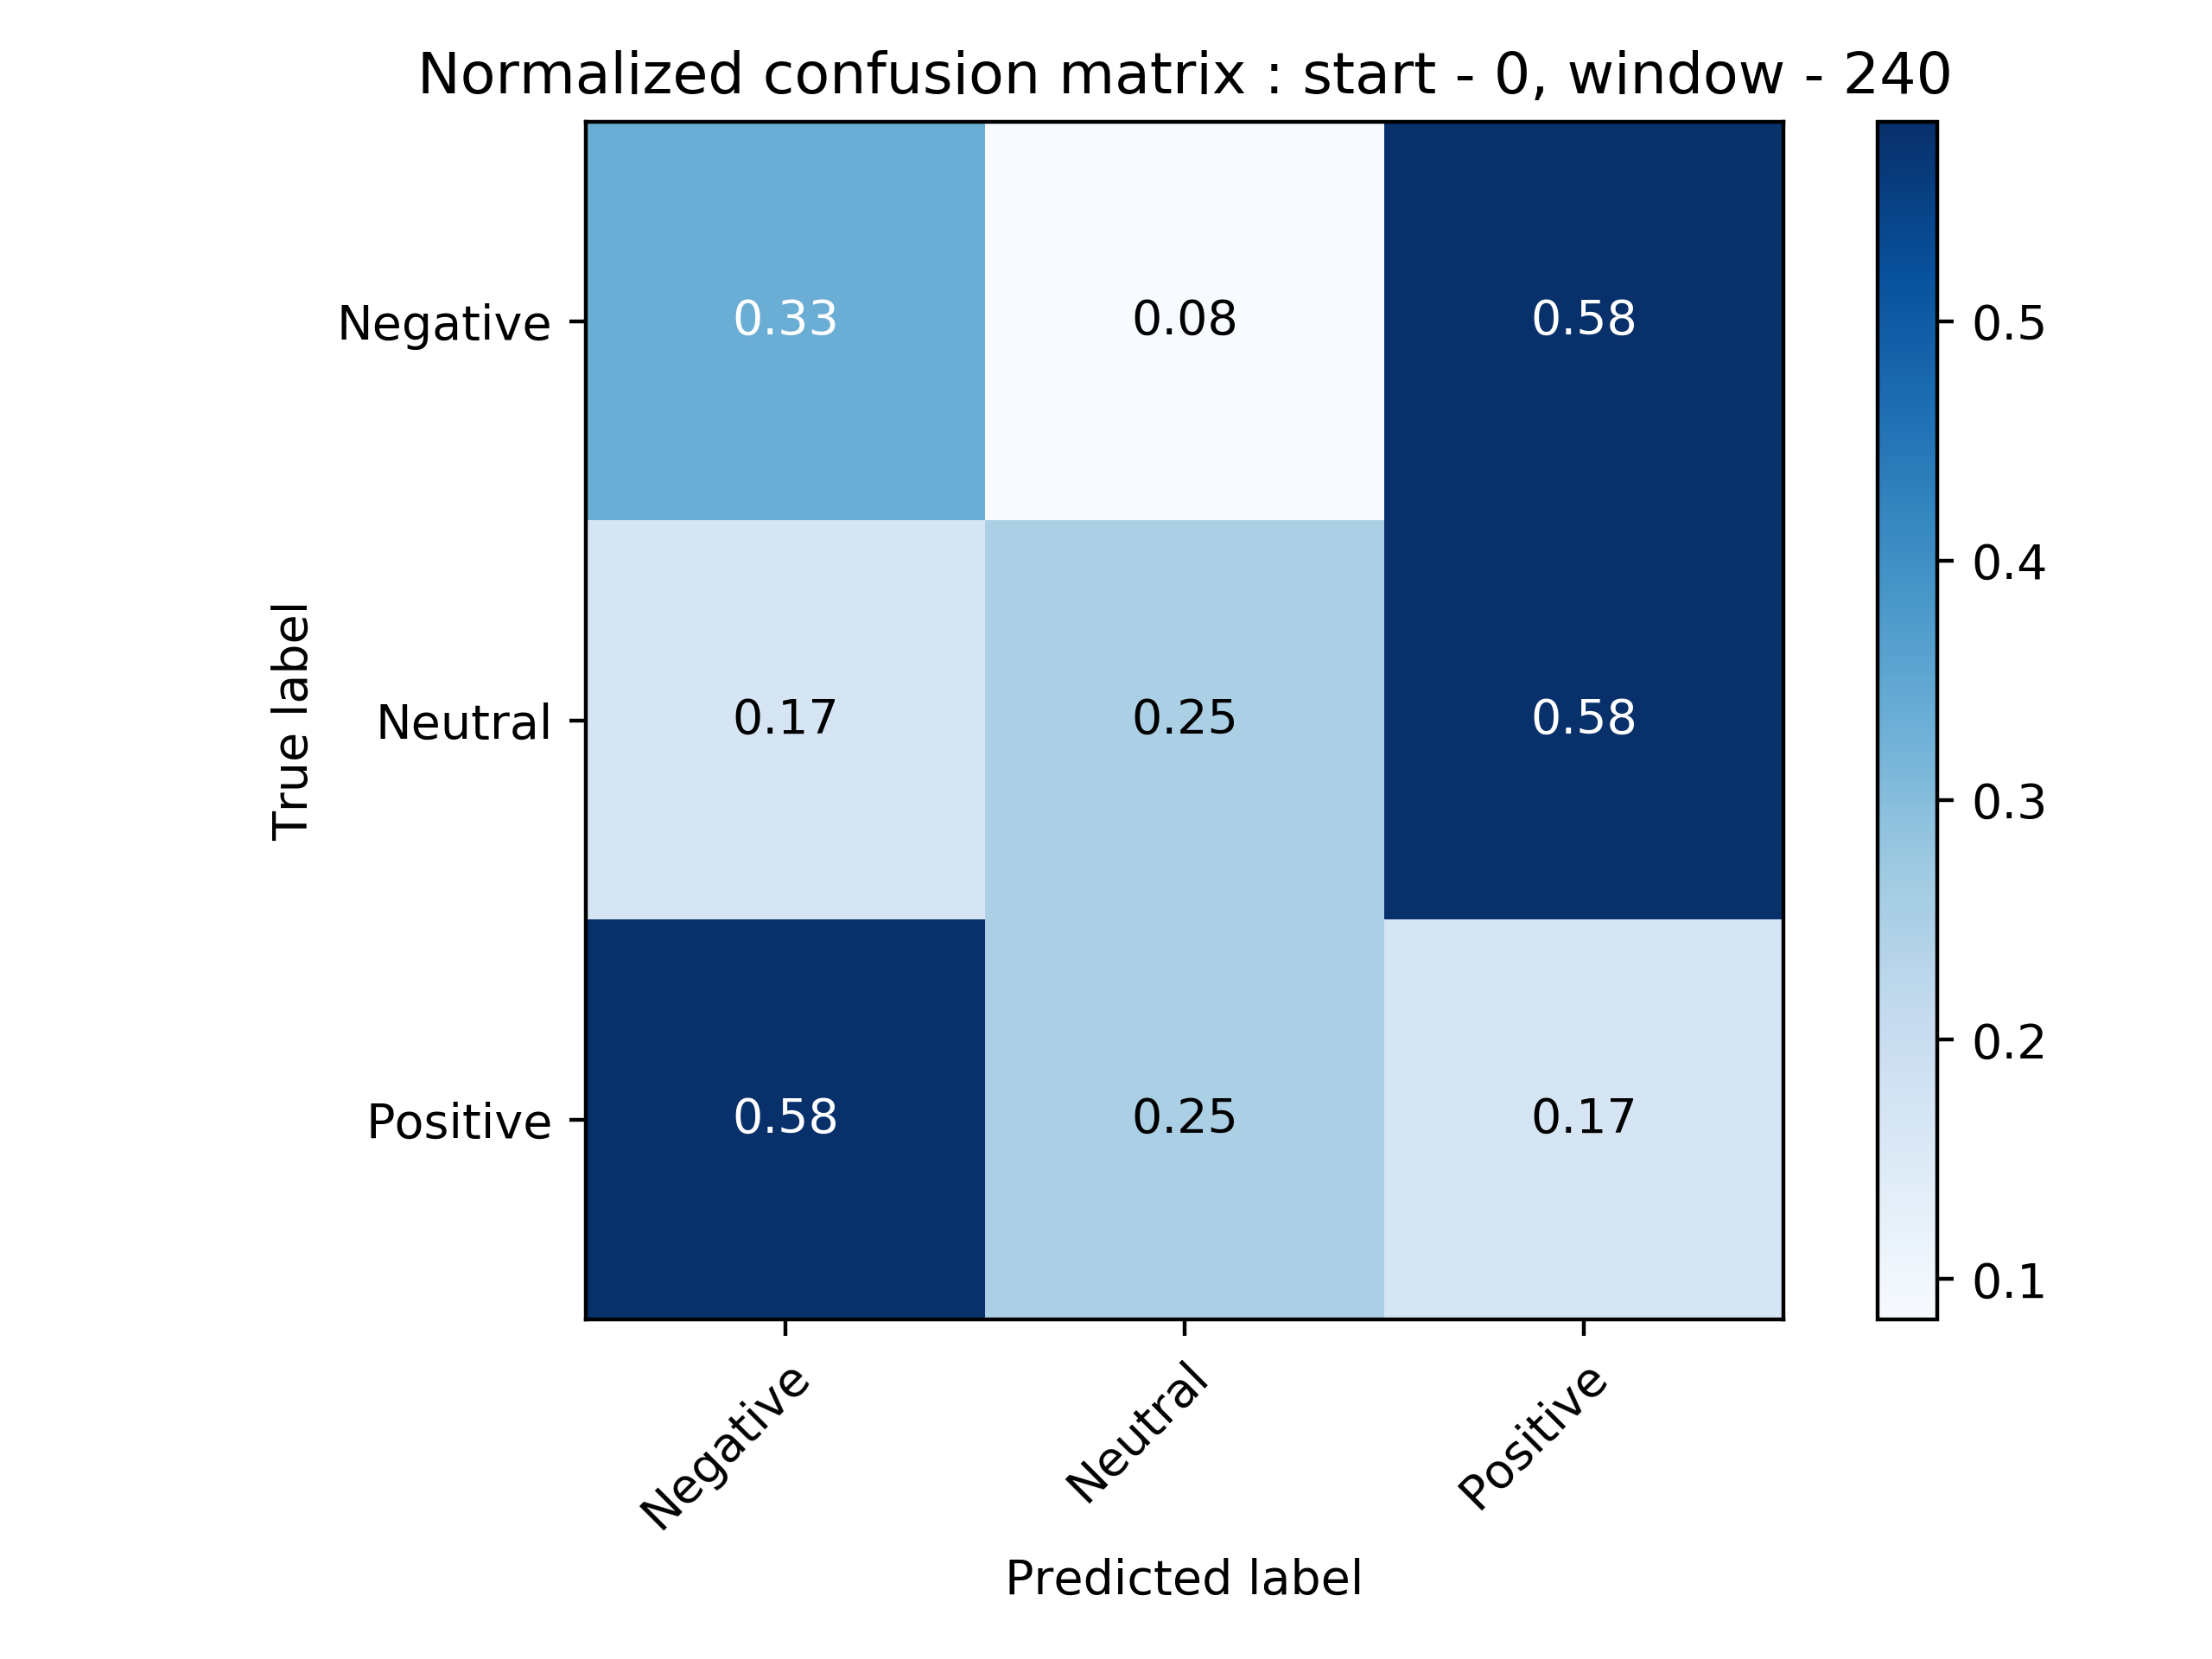 Normalized confusion matrix : start - 0, window - 240
True label
Negative
0.33 0.08 0.58
Neutral
0.17 0.25 0.58
Positive
0.58 0.25 0.17
Negative
Neutral
Positive
Predicted label
0.5
0.4
0.3
0.2
0.1